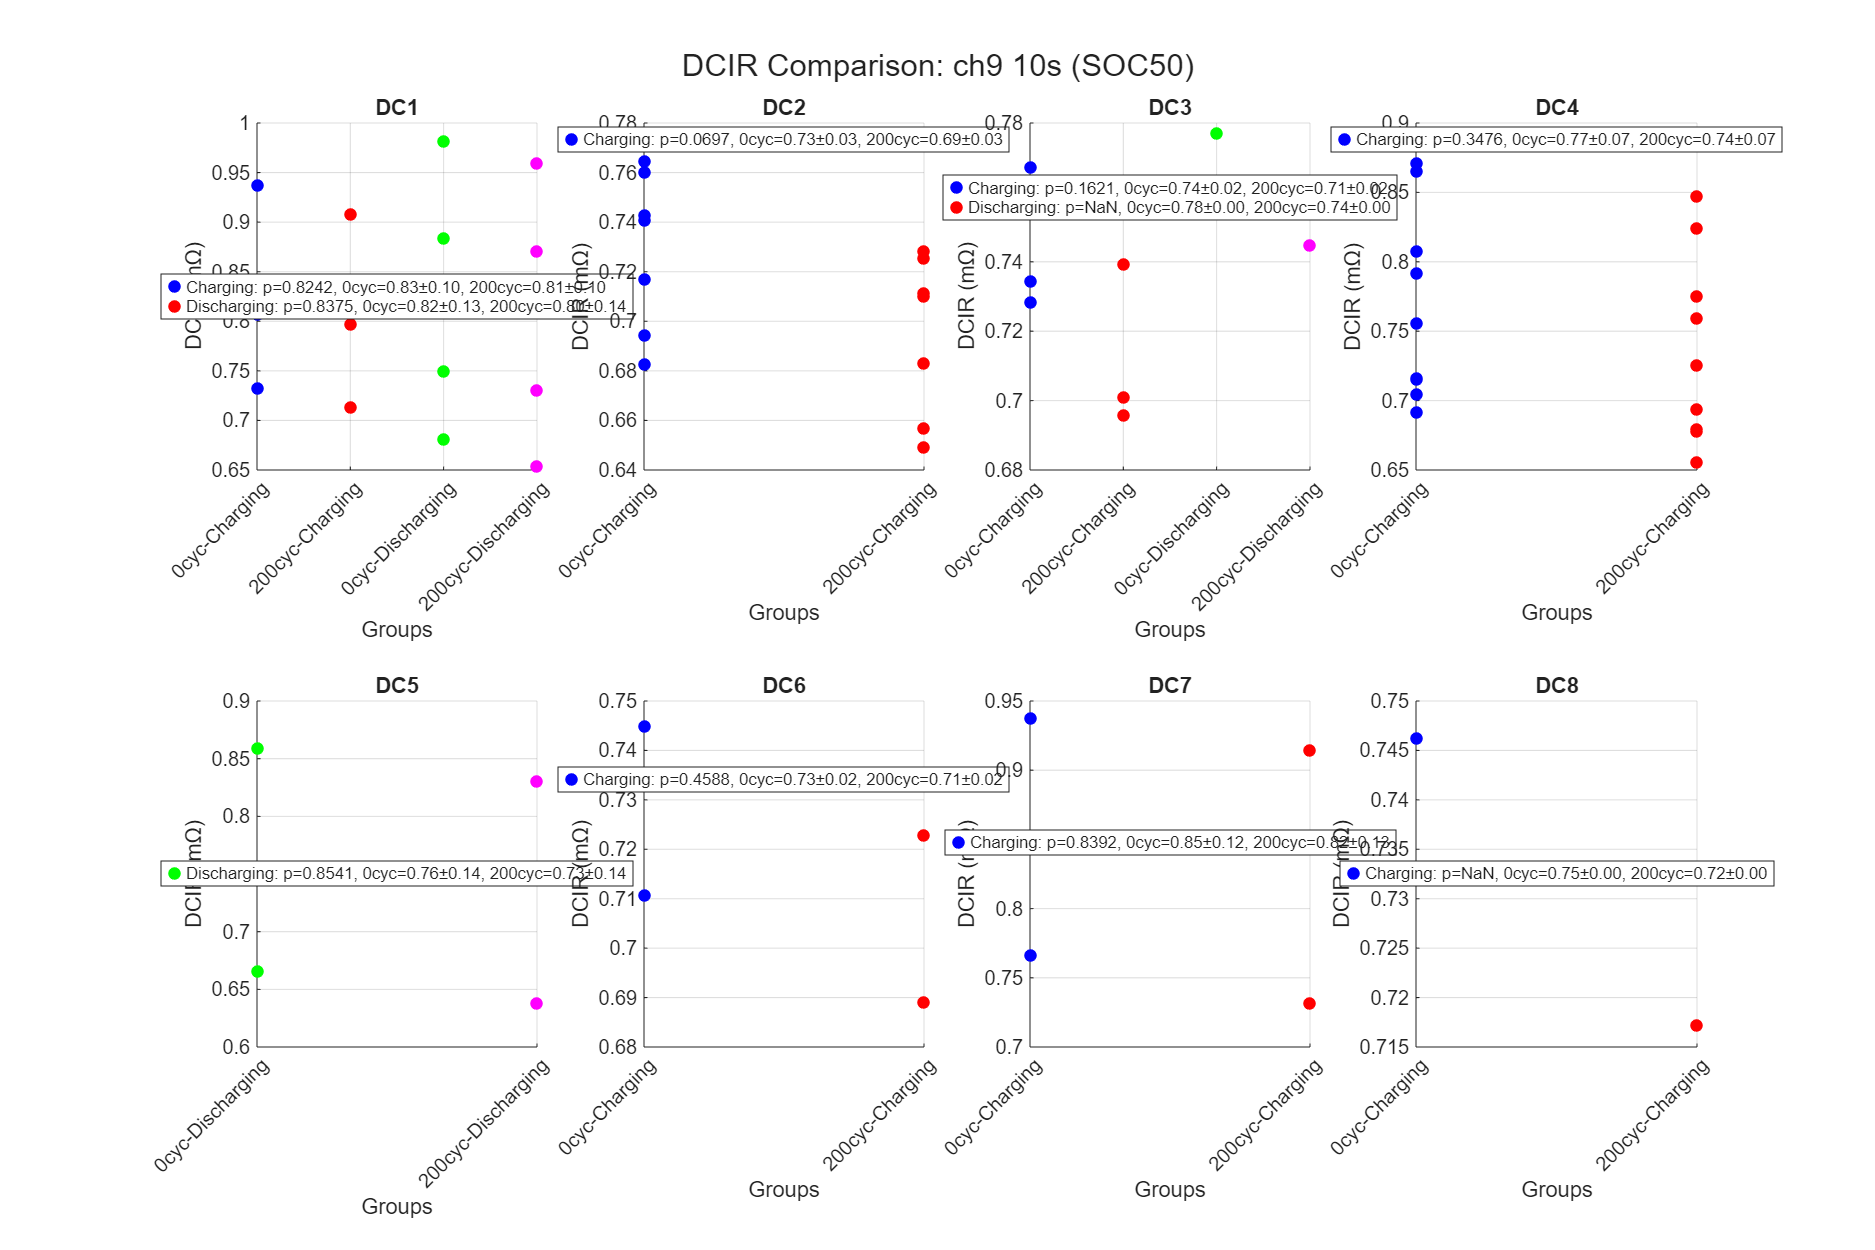 DCIR Comparison: ch9 10s (SOC50)
DC1
1
0.95
0.9
0.85
0.8
0.75
0.7
0.65
Charging: p=0.8242, 0cyc=0.83±0.10, 200cyc=0.81±0.10
Discharging: p=0.8375, 0cyc=0.82±0.13, 200cyc=0.80±0.14
0cyc-Charging
200cyc-Charging
0cyc-Discharging
200cyc-Discharging
Groups
DC2
0.78
0.76
0.74
0.72
0.7
0.68
0.66
0.64
DCIR (mΩ)
Charging: p=0.0697, 0cyc=0.73±0.03, 200cyc=0.69±0.03
0cyc-Charging
200cyc-Charging
Groups
DC3
0.78
0.74
0.72
0.7
0.68
DCIR (mΩ)
Charging: p=0.1621, 0cyc=0.74±0.02, 200cyc=0.71±0.02
Discharging: p=NaN, 0cyc=0.78±0.00, 200cyc=0.74±0.00
0cyc-Charging
200cyc-Charging
0cyc-Discharging
200cyc-Discharging
Groups
DC4
0.9
0.85
0.8
0.75
0.7
0.65
DCIR (mΩ)
Charging: p=0.3476, 0cyc=0.77±0.07, 200cyc=0.74±0.07
0cyc-Charging
200cyc-Charging
Groups
DC5
0.9
0.85
0.8
0.7
0.65
0.6
Discharging: p=0.8541, 0cyc=0.76±0.14, 200cyc=0.73±0.14
0cyc-Discharging
200cyc-Discharging
Groups
DC6
0.75
0.74
0.73
0.72
0.71
0.7
0.69
0.68
DCIR (mΩ)
Charging: p=0.4588, 0cyc=0.73±0.02, 200cyc=0.71±0.02
0cyc-Charging
200cyc-Charging
Groups
DC7
0.95
0.9
0.8
0.75
0.7
Charging: p=0.8392, 0cyc=0.85±0.12, 200cyc=0.82±0.13
0cyc-Charging
200cyc-Charging
Groups
DC8
0.75
0.745
0.74
0.735
0.73
0.725
0.72
0.715
Charging: p=NaN, 0cyc=0.75±0.00, 200cyc=0.72±0.00
0cyc-Charging
200cyc-Charging
Groups